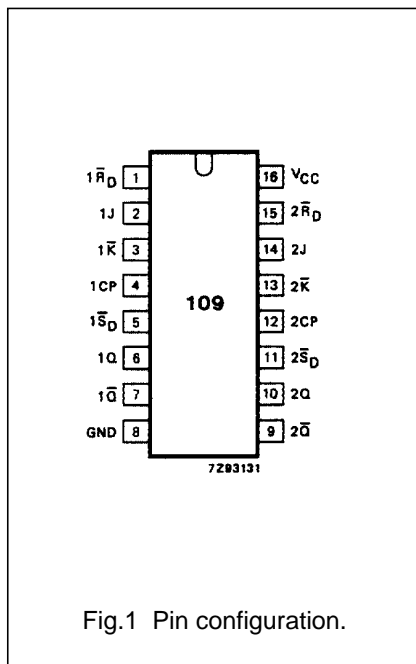 1R̅D 1 16 VCC
1J 2 15 2R̅D
1K̅ 3 14 2J
1CP 4 13 2K̅
109
1S̅D 5 12 2CP
1Q 6 11 2S̅D
1Q̅ 7 10 2Q
GND 8 9 2Q̅
7Z93131
Fig.1 Pin configuration.